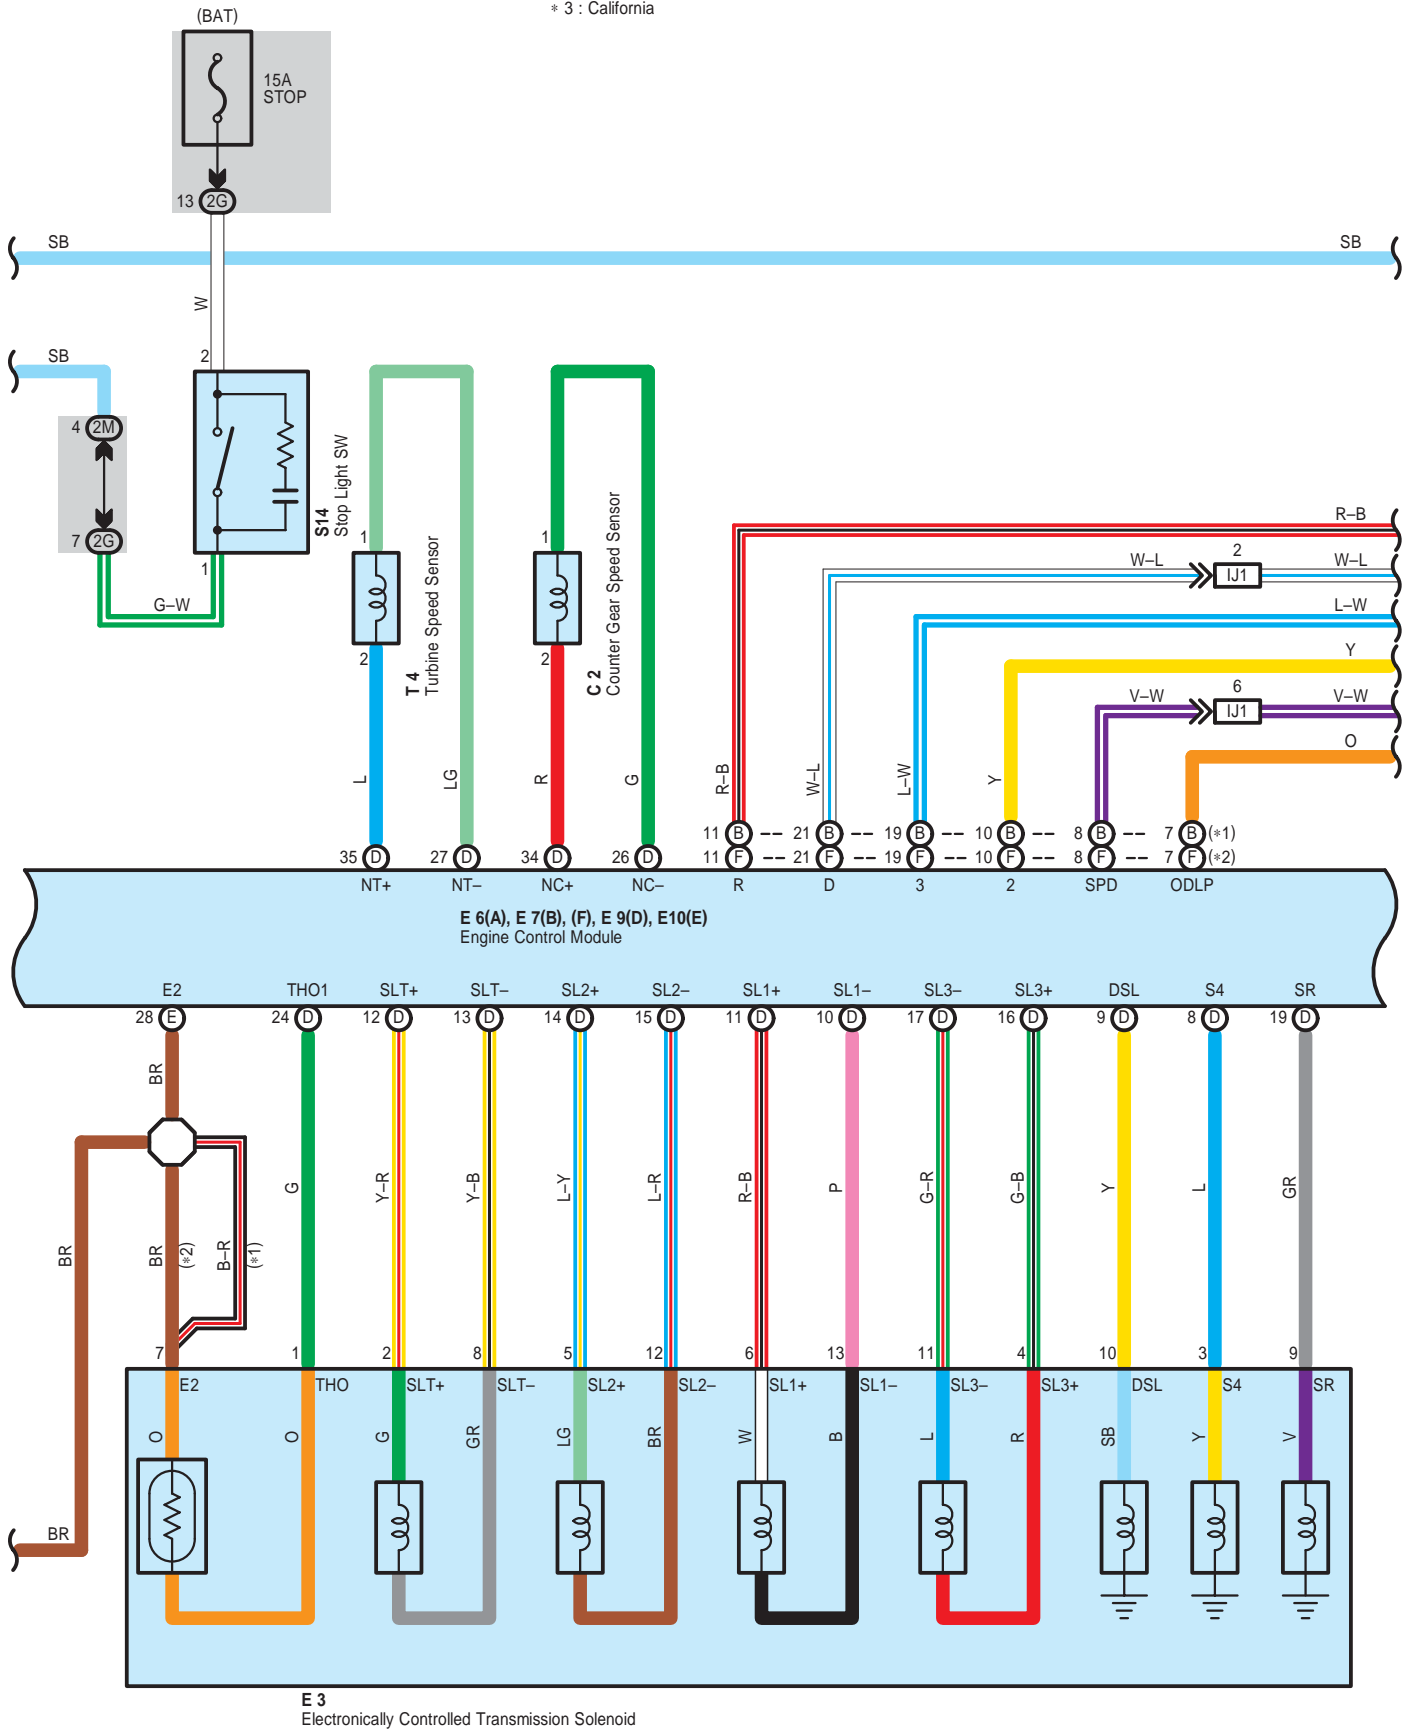 ∗ 3 : California
(BAT)
15A
STOP
13 2G
SB SB
W
SB
2
4 2M
7 2G
1
G–W
S14
Stop Light SW
1
2
T 4
Turbine Speed Sensor
1
2
C 2
Counter Gear Speed Sensor
R–B
W–L 2 IJ1 W–L
L–W
Y
V–W 6 IJ1 V–W
O
L LG R G R–B W–L L–W Y
11 B –– 21 B –– 19 B –– 10 B –– 8 B –– 7 B (∗1)
35 D 27 D 34 D 26 D 11 F –– 21 F –– 19 F –– 10 F –– 8 F –– 7 F (∗2)
NT+ NT– NC+ NC– R D 3 2 SPD ODLP
E 6(A), E 7(B), (F), E 9(D), E10(E)
Engine Control Module
E2 THO1 SLT+ SLT– SL2+ SL2– SL1+ SL1– SL3– SL3+ DSL S4 SR
28 E 24 D 12 D 13 D 14 D 15 D 11 D 10 D 17 D 16 D 9 D 8 D 19 D
BR
G Y–R Y–B L–Y L–R R–B P G–R G–B Y L GR
BR BR (∗2) B–R (∗1)
7 1 2 8 5 12 6 13 11 4 10 3 9
E2 THO SLT+ SLT– SL2+ SL2– SL1+ SL1– SL3– SL3+ DSL S4 SR
O O G GR LG BR W B L R SB Y V
BR
E 3
Electronically Controlled Transmission Solenoid